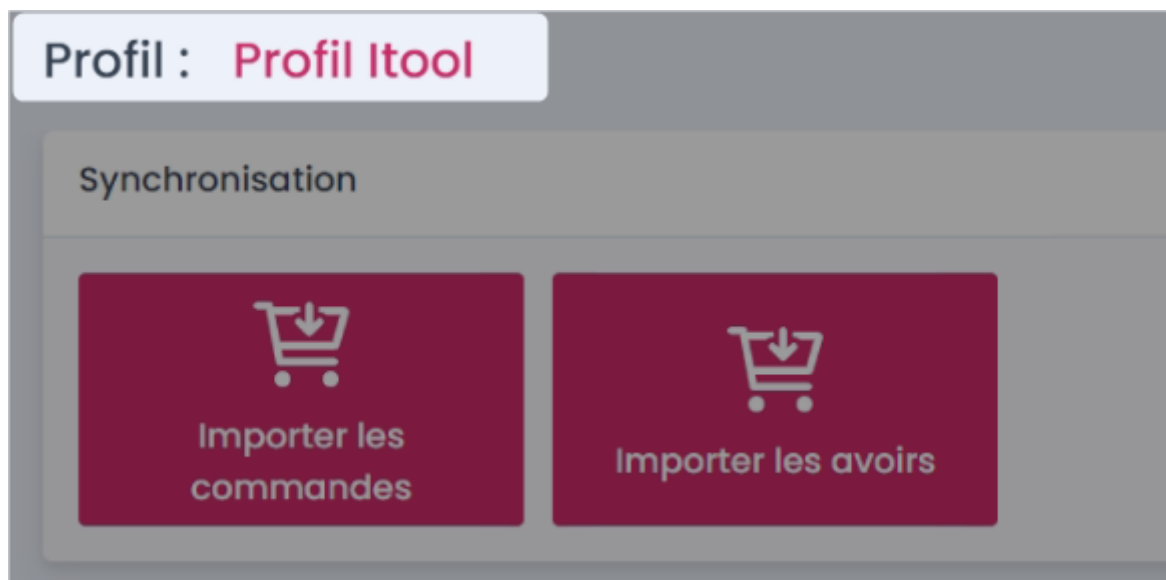 Profil : Profil Itool
Synchronisation
Importer les
commandes
Importer les avoirs